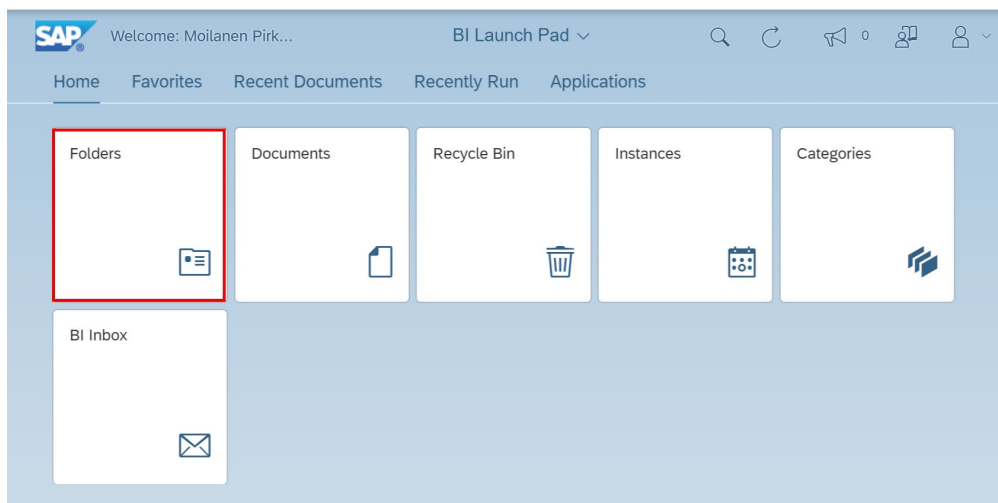 SAP ® Welcome: Moilanen Pirk... BI Launch Pad 0
Home Favorites Recent Documents Recently Run Applications
Folders Documents Recycle Bin Instances Categories
BI Inbox